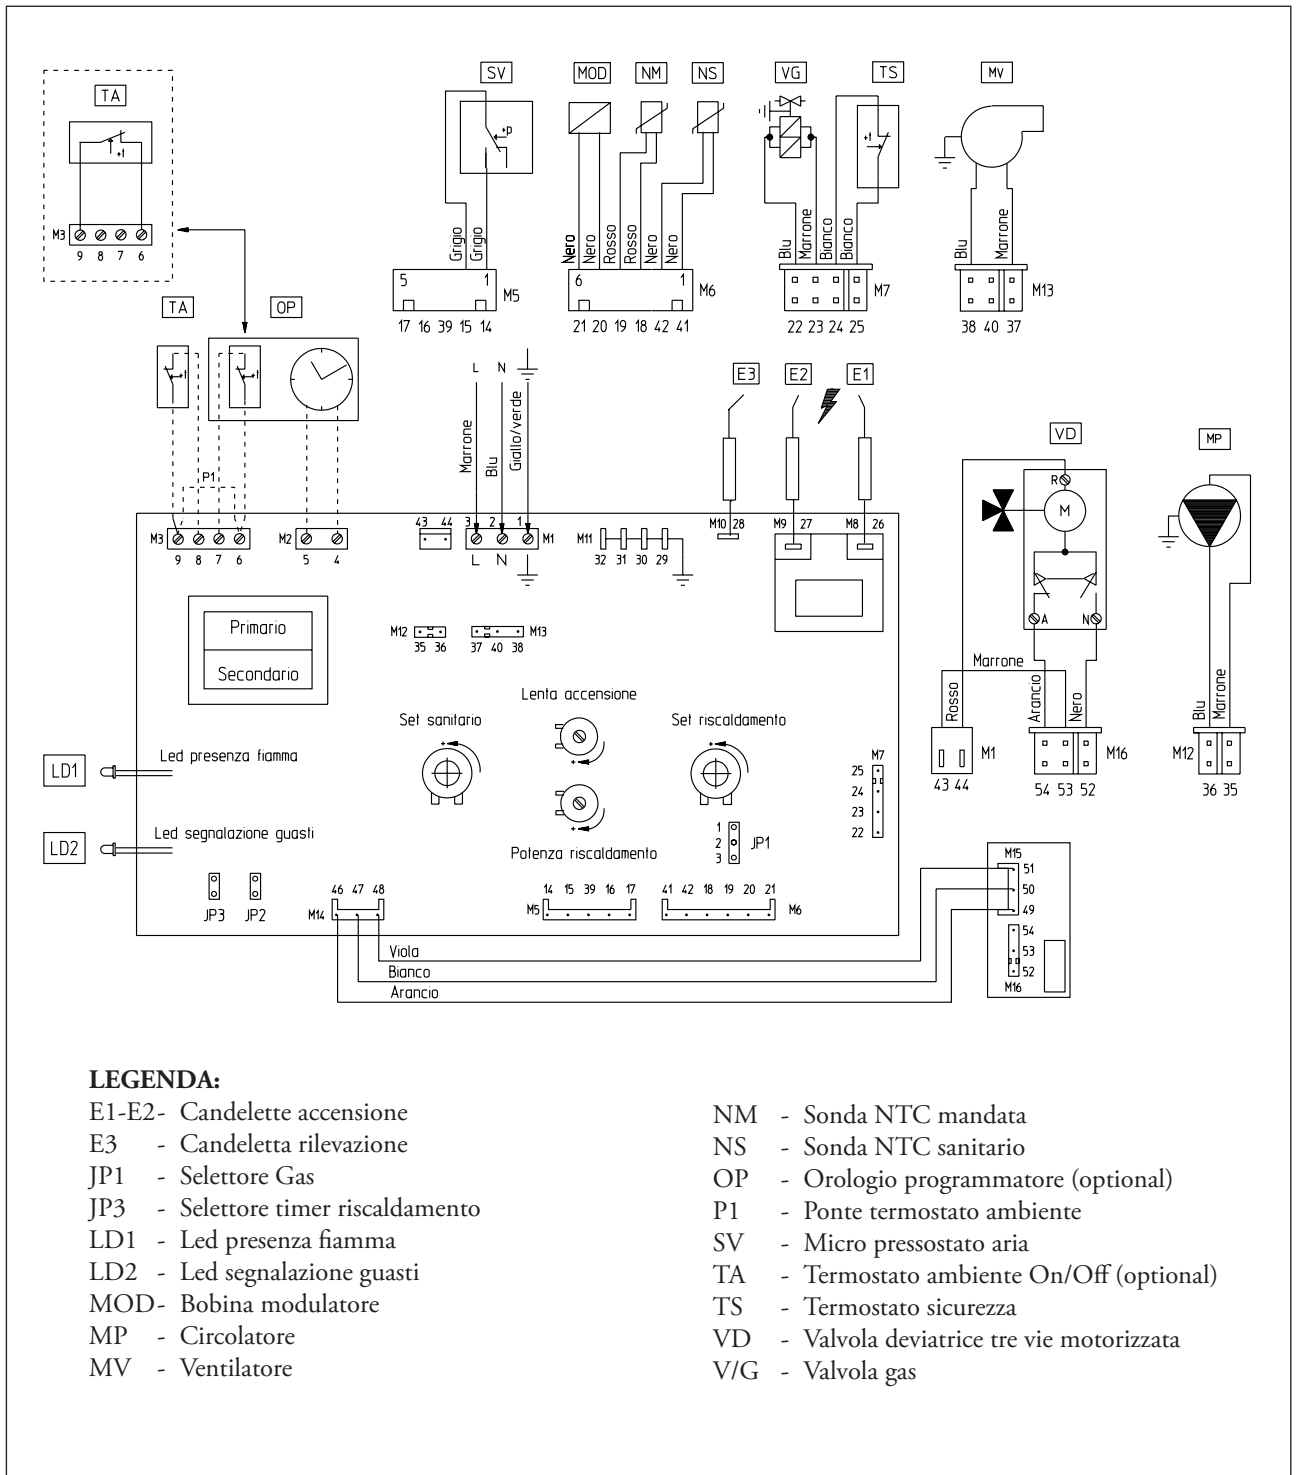 SV MOD NM NS VG TS MV
TA
+p
+t
+t
M3
9 8 7 6
Grigio Grigio
Nero Nero Rosso Rosso Nero Nero
Blu Marrone Bianco Bianco
Blu Marrone
5 1 M5
6 1 M6
M7
M13
17 16 39 15 14
21 20 19 18 42 41
22 23 24 25
38 40 37
TA OP
+t +t
L N
Marrone Blu Giallo/verde
E3 E2 E1
VD MP
P1
R
M
A N
M3
9 8 7 6
M2
5 4
43 44
3 2 1 M1
L N
M11
32 31 30 29
M10 28
M9 27
M8 26
Primario
Secondario
M12
35 36
M13
37 40 38
Lenta accensione
Set sanitario
Set riscaldamento
+ + + +
Potenza riscaldamento
LD1 Led presenza fiamma
LD2 Led segnalazione guasti
M7
25
24
23
22
1
2
3
JP1
JP3 JP2
46 47 48
M14
14 15 39 16 17
M5
41 42 18 19 20 21
M6
Viola
Bianco
Arancio
Marrone
Rosso Arancio Nero
Blu Marrone
M1
43 44
M16
54 53 52
M12
36 35
M15
51
50
49
54
53
52
M16
LEGENDA:
E1-E2- Candelette accensione
E3 - Candeletta rilevazione
JP1 - Selettore Gas
JP3 - Selettore timer riscaldamento
LD1 - Led presenza fiamma
LD2 - Led segnalazione guasti
MOD- Bobina modulatore
MP - Circolatore
MV - Ventilatore
NM - Sonda NTC mandata
NS - Sonda NTC sanitario
OP - Orologio programmatore (optional)
P1 - Ponte termostato ambiente
SV - Micro pressostato aria
TA - Termostato ambiente On/Off (optional)
TS - Termostato sicurezza
VD - Valvola deviatrice tre vie motorizzata
V/G - Valvola gas